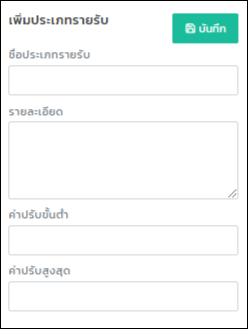 เพิ่มประเภทรายรับ
บันทึก
ชื่อประเภทรายรับ
รายละเอียด
ค่าปรับขั้นต่ำ
ค่าปรับสูงสุด